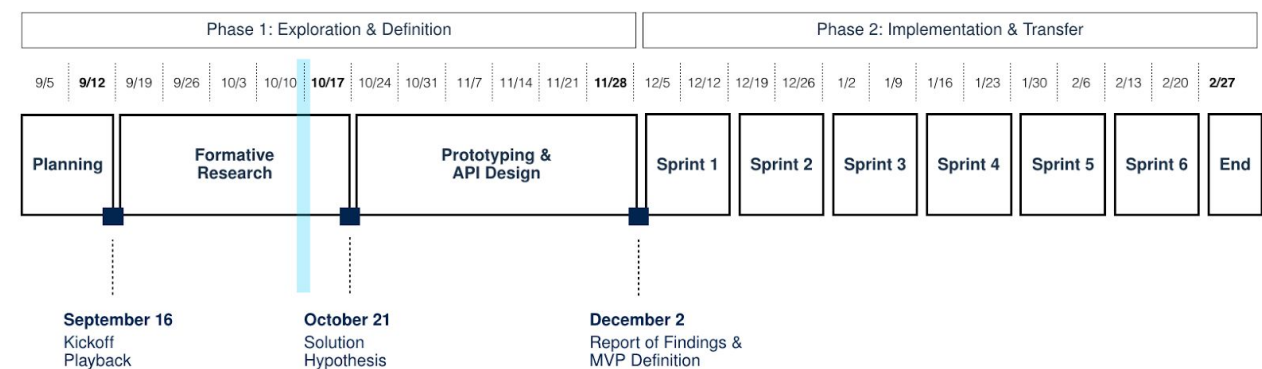 Phase 1: Exploration & Definition
Phase 2: Implementation & Transfer
9/5 9/12 9/19 9/26 10/3 10/10 10/17 10/24 10/31 11/7 11/14 11/21 11/28 12/5 12/12 12/19 12/26 1/2 1/9 1/16 1/23 1/30 2/6 2/13 2/20 2/27
Planning
Formative
Research
Prototyping &
API Design
Sprint 1
Sprint 2
Sprint 3
Sprint 4
Sprint 5
Sprint 6
End
September 16
Kickoff
Playback
October 21
Solution
Hypothesis
December 2
Report of Findings &
MVP Definition